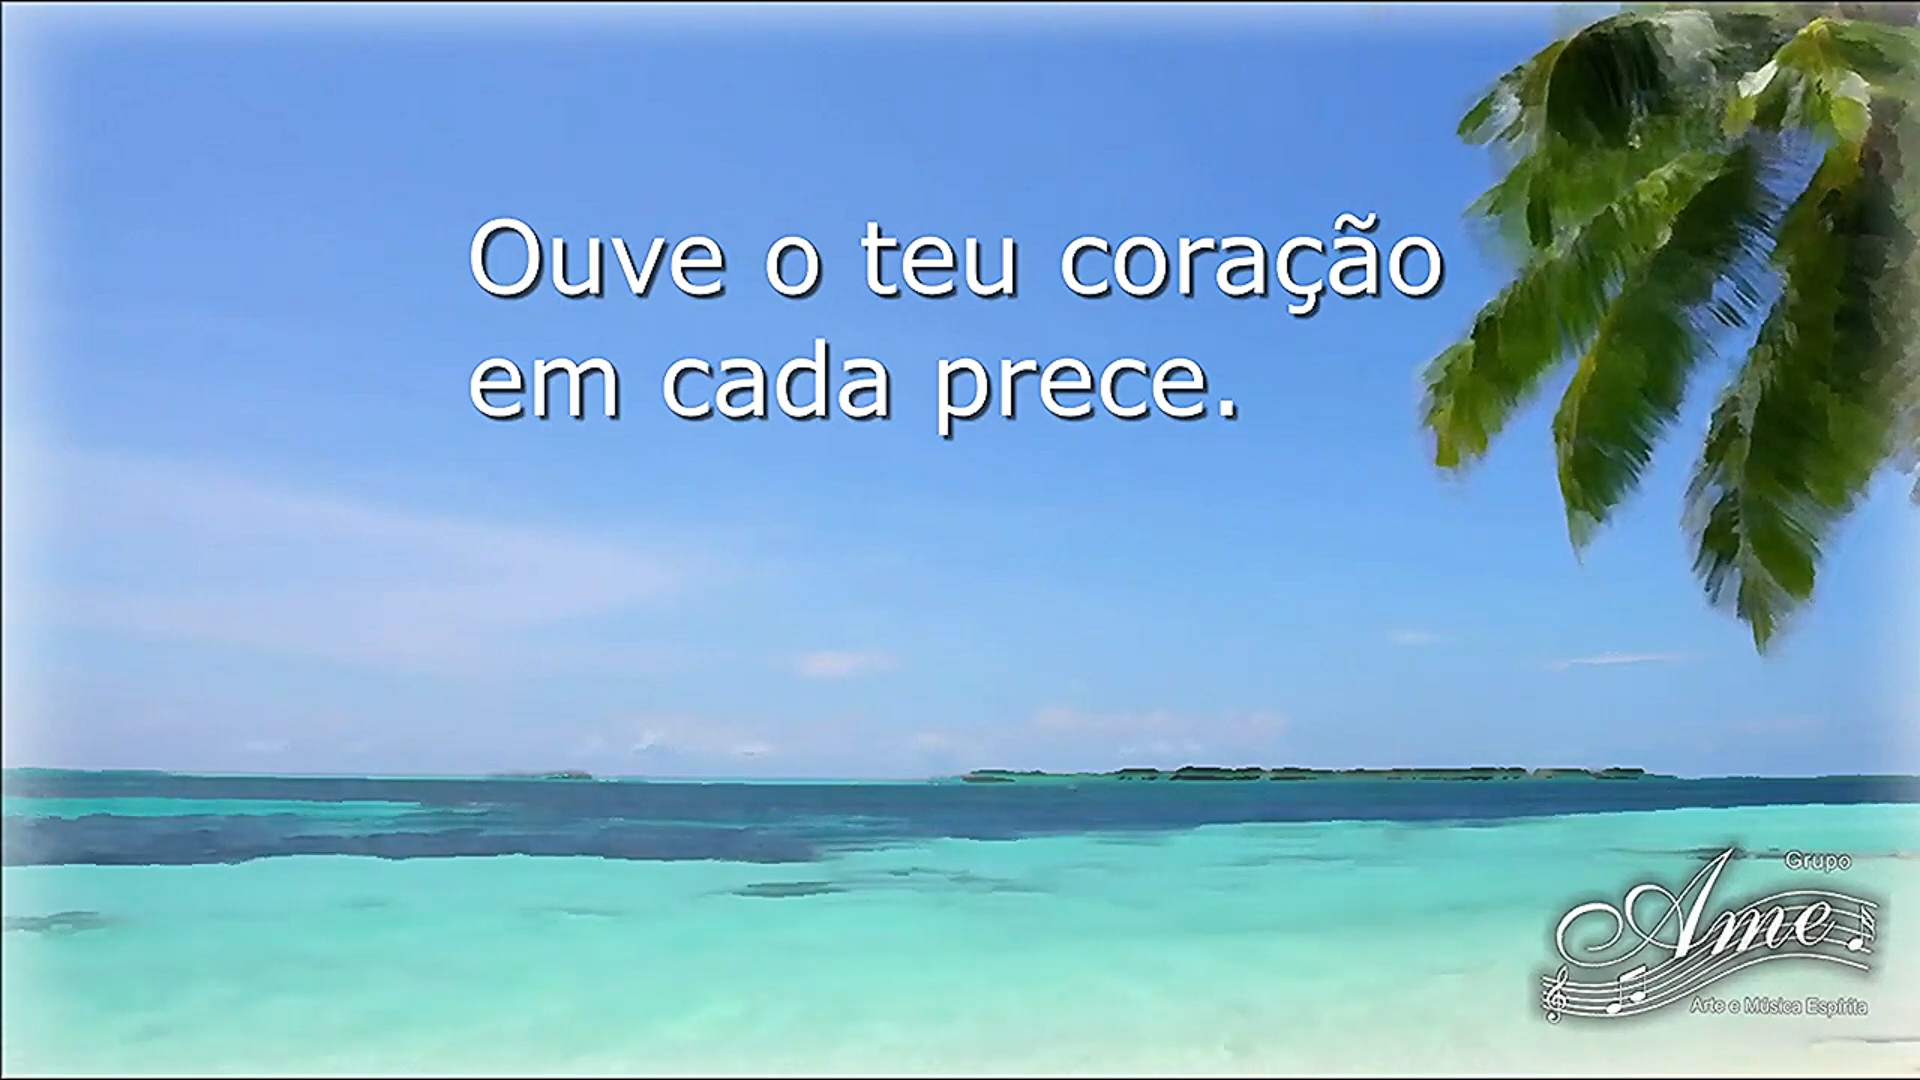 Ouve o teu coração
em cada prece.
Grupo
Ame
Arte e Música Espírita